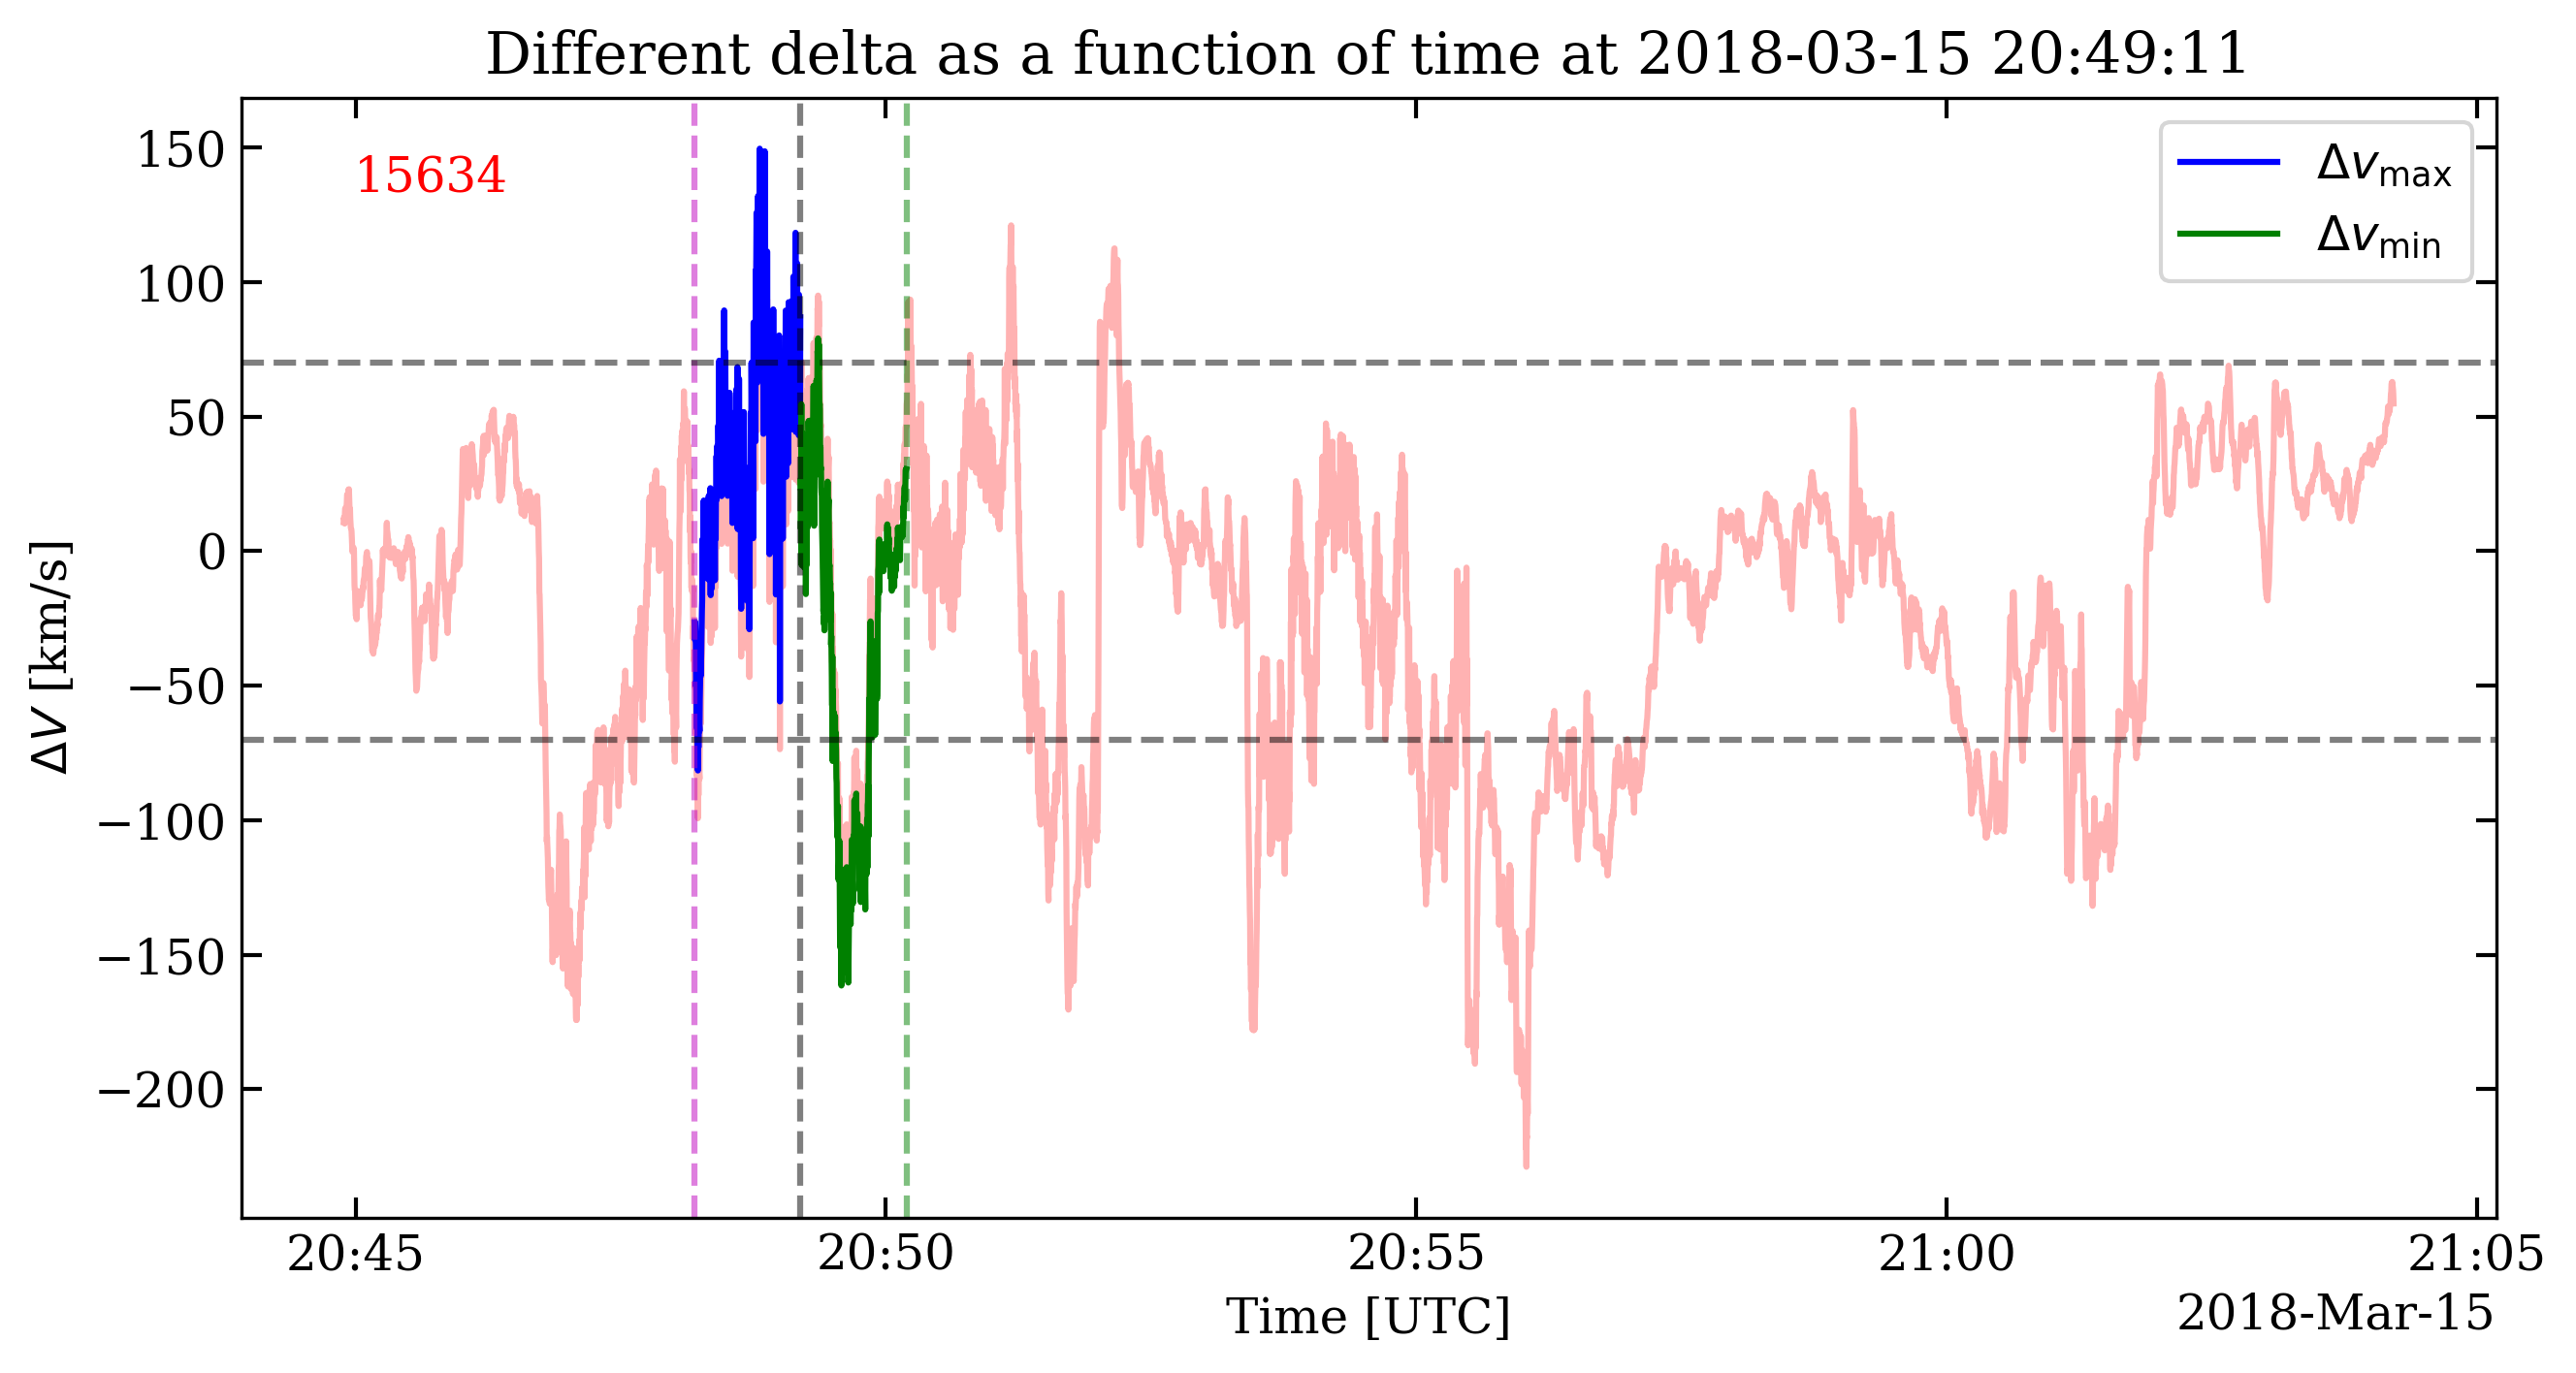 Different delta as a function of time at 2018-03-15 20:49:11
15634
Δv_max
Δv_min
150
100
50
0
−50
−100
−150
−200
ΔV [km/s]
20:45 20:50 20:55 21:00 21:05
Time [UTC]
2018-Mar-15